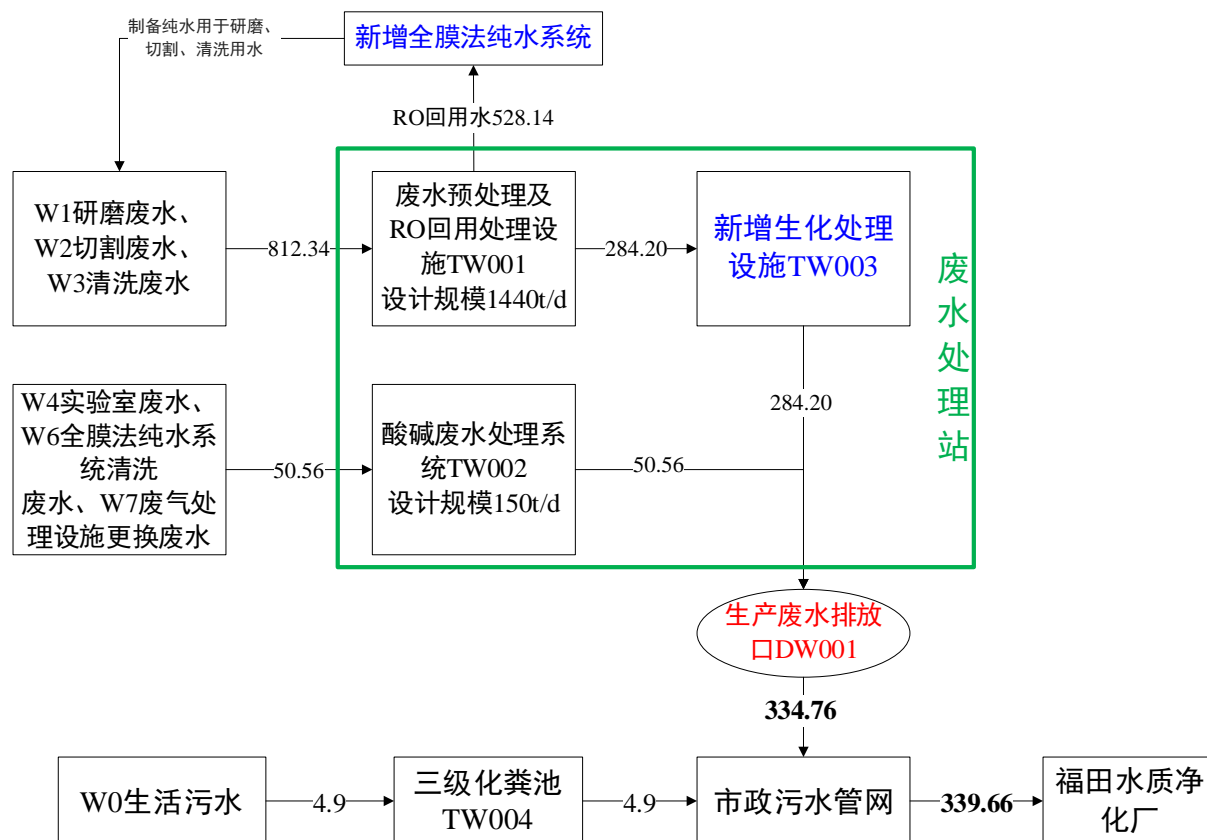 制备纯水用于研磨、
切割、清洗用水
新增全膜法纯水系统
RO回用水528.14
W1研磨废水、
W2切割废水、
W3清洗废水
812.34
废水预处理及
RO回用处理设
施TW001
设计规模1440t/d
284.20
新增生化处理
设施TW003
废
水
处
理
站
284.20
W4实验室废水、
W6全膜法纯水系
统清洗
废水、W7废气处
理设施更换废水
50.56
酸碱废水处理系
统TW002
设计规模150t/d
50.56
生产废水排放
口DW001
334.76
W0生活污水
4.9
三级化粪池
TW004
4.9
市政污水管网
339.66
福田水质净
化厂